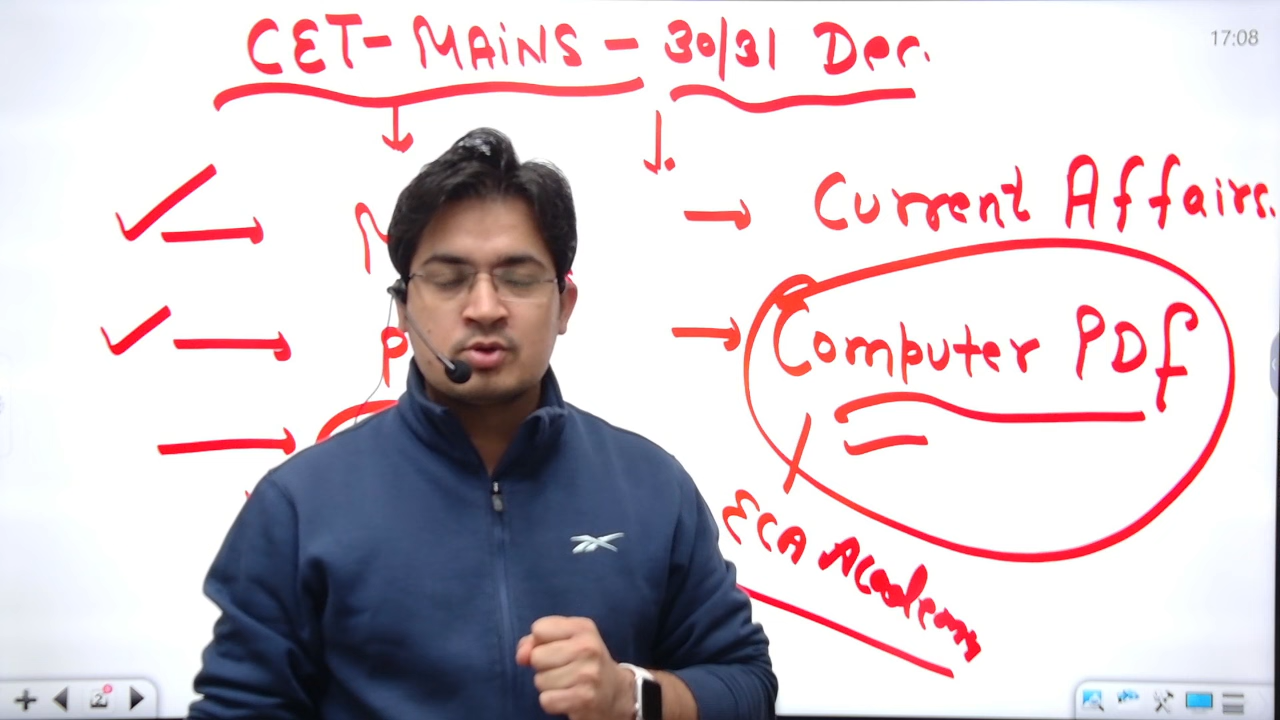 CET - MAiNS - 30/31 Dec.
17:08
Current Affairs.
Computer PDf
ECA Academy